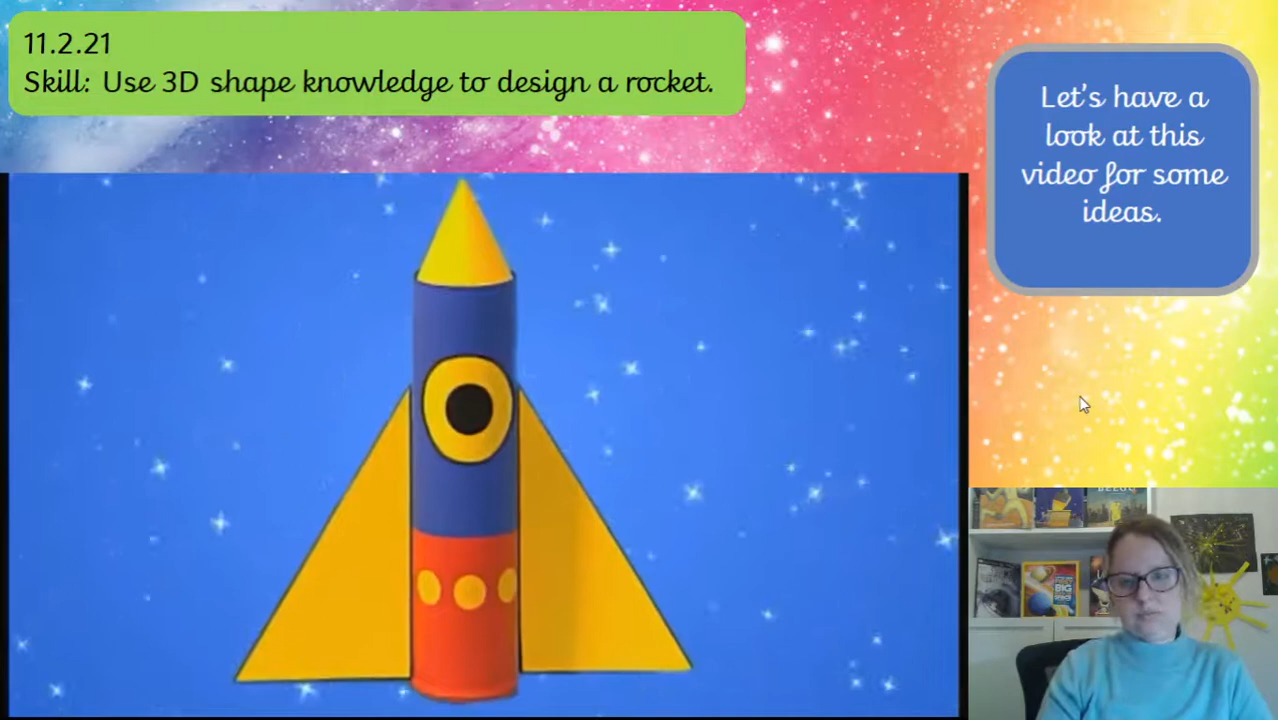 11.2.21
Skill: Use 3D shape knowledge to design a rocket.
Let's have a
look at this
video for some
ideas.
BIG